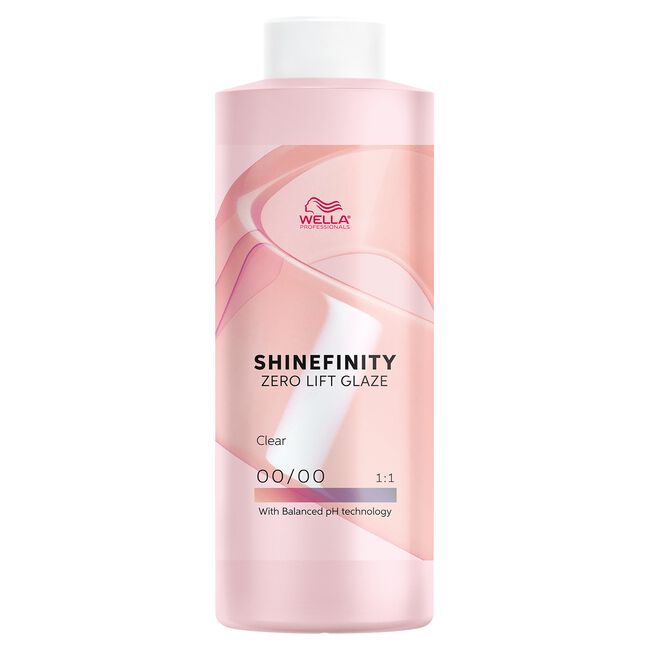 WELLA®
PROFESSIONALS
SHINEFINITY
ZERO LIFT GLAZE
Clear
00/00 1:1
With Balanced pH technology